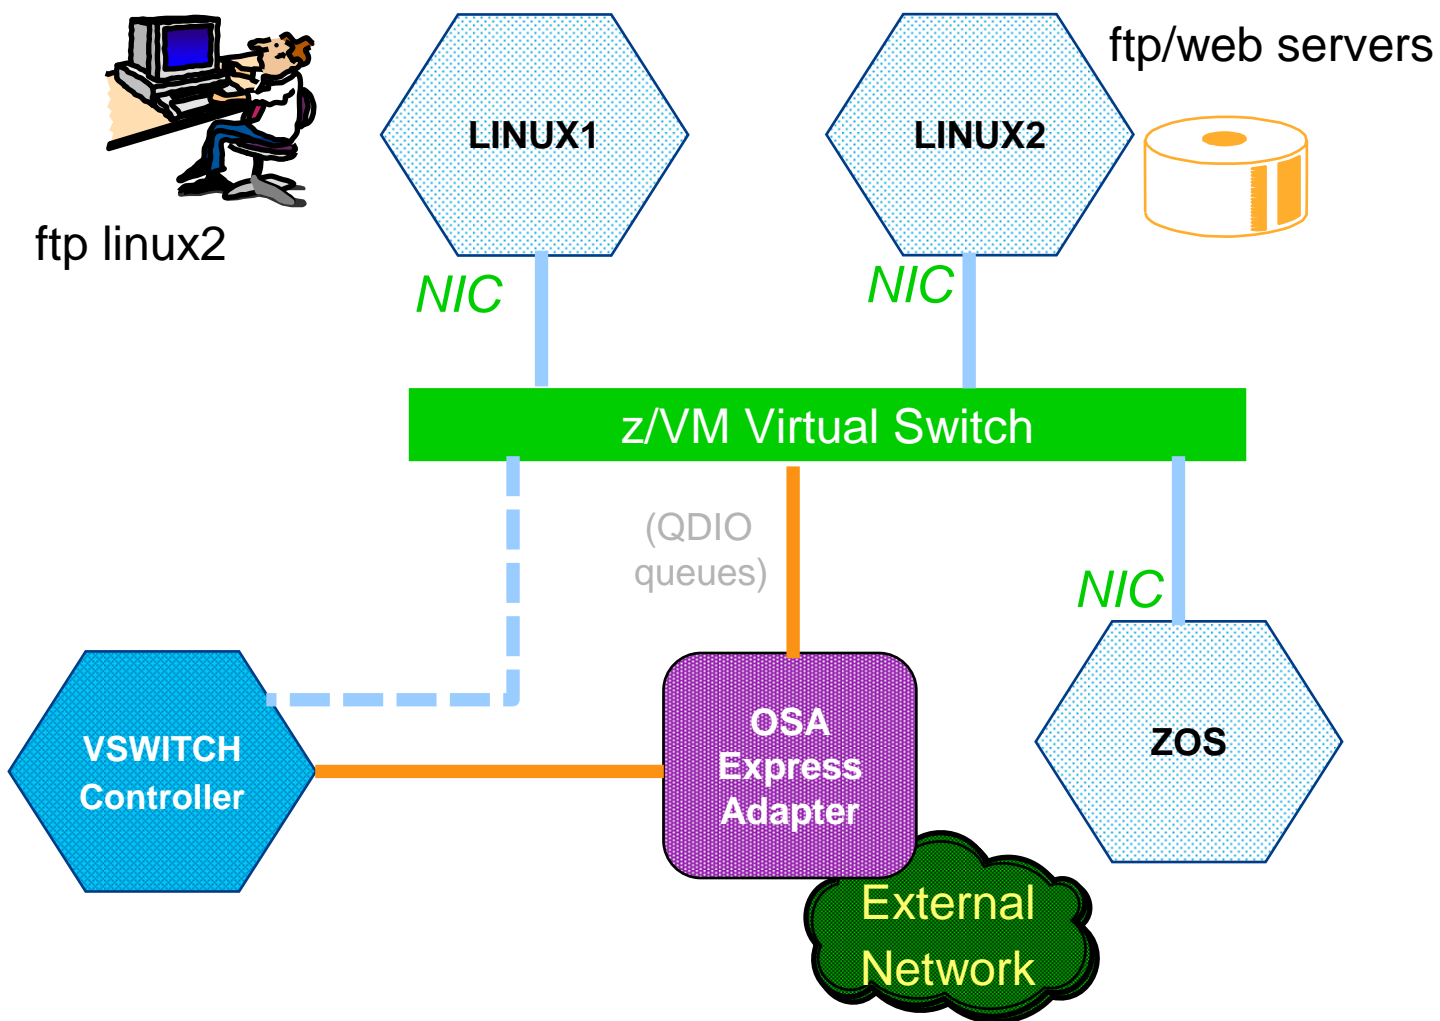 ftp/web servers
LINUX1
LINUX2
ftp linux2
NIC
NIC
z/VM Virtual Switch
(QDIO
queues)
NIC
VSWITCH
Controller
OSA
Express
Adapter
ZOS
External
Network